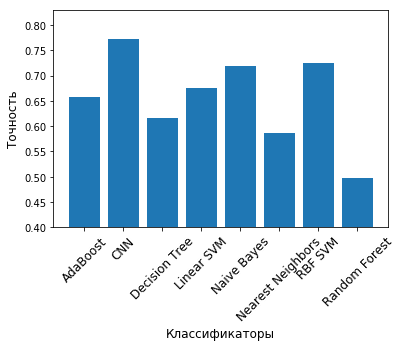 Точность
0.80
0.75
0.70
0.65
0.60
0.55
0.50
0.45
0.40
AdaBoost
CNN
Decision Tree
Linear SVM
Naive Bayes
Nearest Neighbors
RBF SVM
Random Forest
Классификаторы